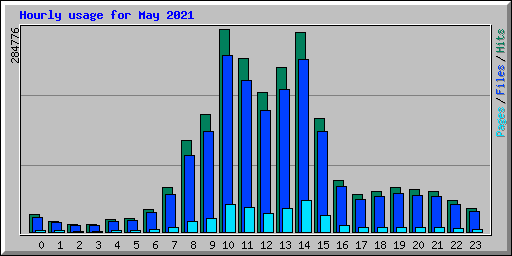 Hourly usage for May 2021
284776
Pages/Files/Hits
0 1 2 3 4 5 6 7 8 9 10 11 12 13 14 15 16 17 18 19 20 21 22 23